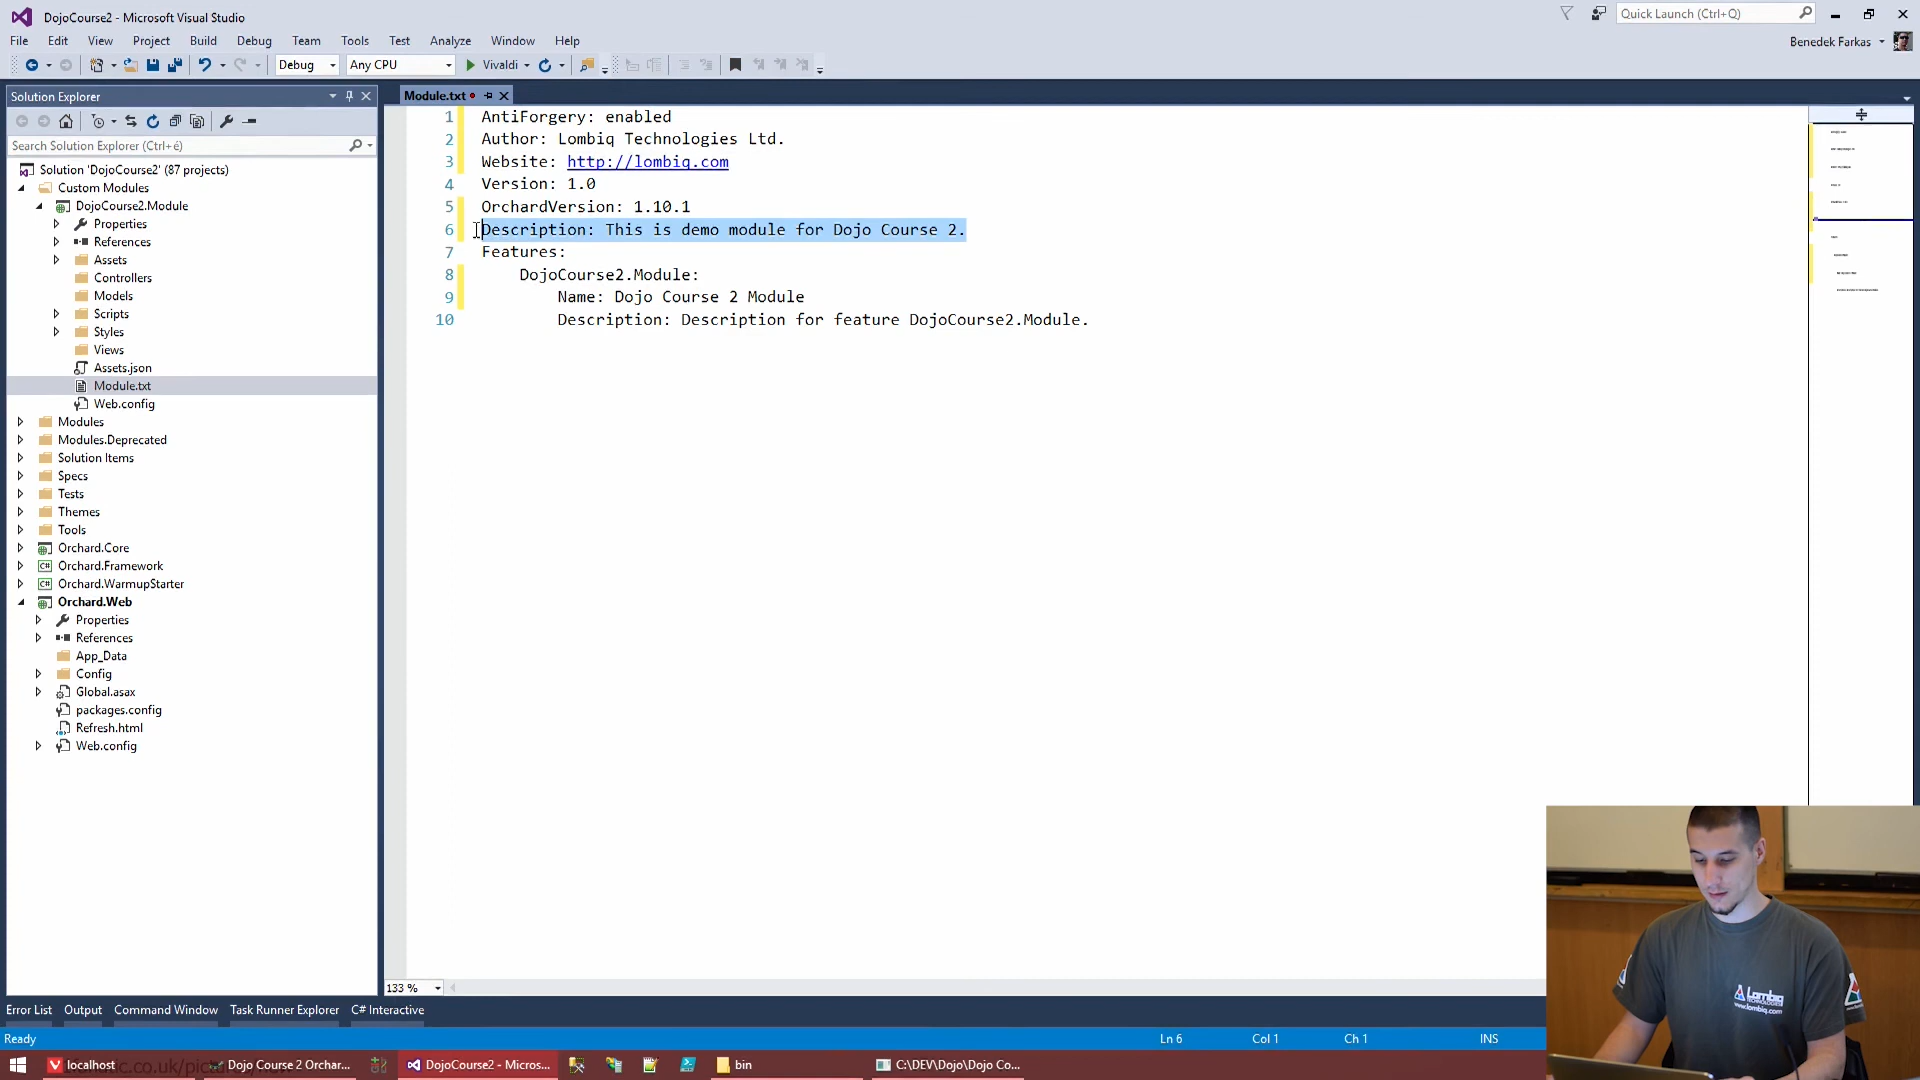 DojoCourse2 - Microsoft Visual Studio
Quick Launch (Ctrl+Q)
File Edit View Project Build Debug Team Tools Test Analyze Window Help
Benedek Farkas
Debug Any CPU Vivaldi
Solution Explorer
Search Solution Explorer (Ctrl+é)
Solution 'DojoCourse2' (87 projects)
Custom Modules
DojoCourse2.Module
Properties
References
Assets
Controllers
Models
Scripts
Styles
Views
Assets.json
Module.txt
Web.config
Modules
Modules.Deprecated
Solution Items
Specs
Tests
Themes
Tools
Orchard.Core
Orchard.Framework
Orchard.WarmupStarter
Orchard.Web
Properties
References
App_Data
Config
Global.asax
packages.config
Refresh.html
Web.config
Module.txt
1 AntiForgery: enabled
2 Author: Lombiq Technologies Ltd.
3 Website: http://lombiq.com
4 Version: 1.0
5 OrchardVersion: 1.10.1
6 Description: This is demo module for Dojo Course 2.
7 Features:
8 DojoCourse2.Module:
9 Name: Dojo Course 2 Module
10 Description: Description for feature DojoCourse2.Module.
133 %
Lombiq
TECHNOLOGIES
www.lombiq.com
Error List Output Command Window Task Runner Explorer C# Interactive
Ready Ln 6 Col 1 Ch 1 INS
localhost Dojo Course 2 Orchar... DojoCourse2 - Micros... bin C:\DEV\Dojo\Dojo Co...